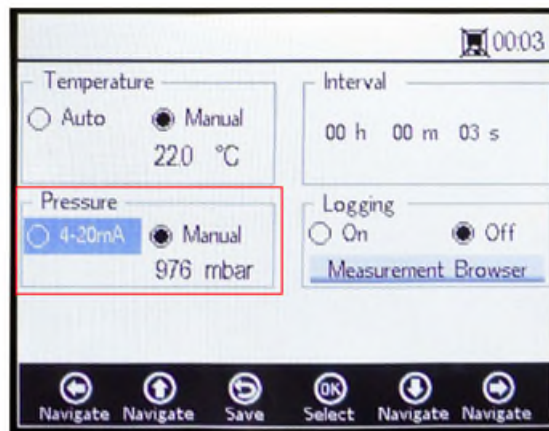 00:03
Temperature
Auto Manual
22.0 °C
Interval
00 h 00 m 03 s
Pressure
4-20mA Manual
976 mbar
Logging
On Off
Measurement Browser
OK
Navigate Navigate Save Select Navigate Navigate